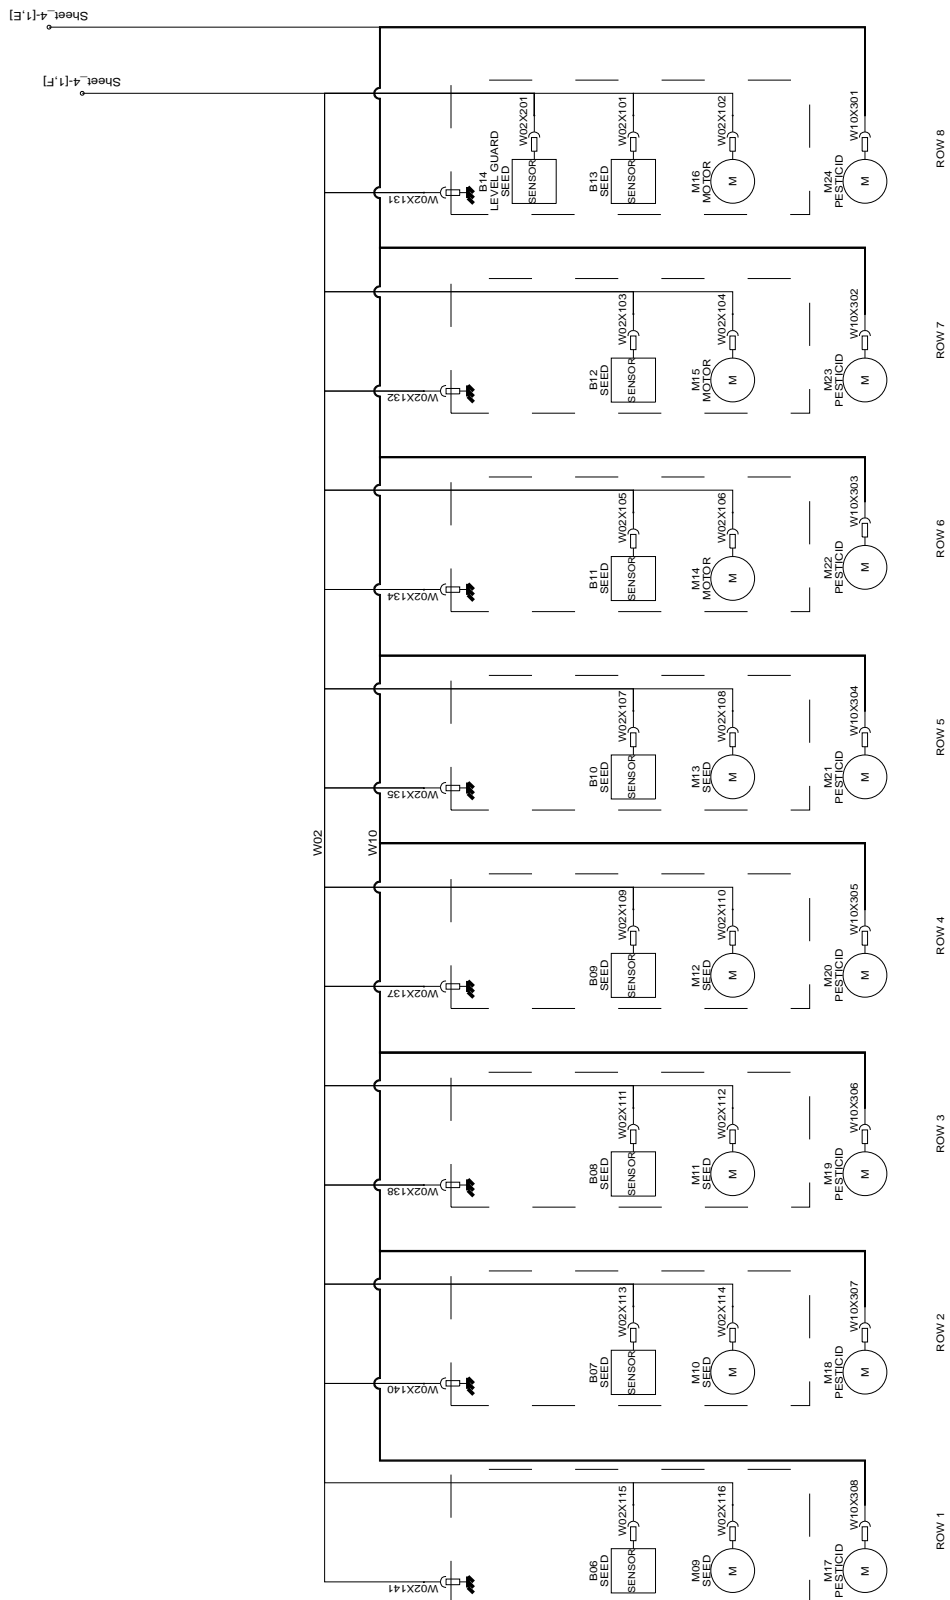 Sheet_4-[1,E]
Sheet_4-[1,F]
W02
W10
W02X131
B14
LEVEL GUARD
SEED
SENSOR
W02X201
B13
SEED
SENSOR
W02X101
M16
MOTOR
M
W02X102
M24
PESTICID
M
W10X301
ROW 8
W02X132
B12
SEED
SENSOR
W02X103
M15
MOTOR
M
W02X104
M23
PESTICID
M
W10X302
ROW 7
W02X134
B11
SEED
SENSOR
W02X105
M14
MOTOR
M
W02X106
M22
PESTICID
M
W10X303
ROW 6
W02X135
B10
SEED
SENSOR
W02X107
M13
SEED
M
W02X108
M21
PESTICID
M
W10X304
ROW 5
W02X137
B09
SEED
SENSOR
W02X109
M12
SEED
M
W02X110
M20
PESTICID
M
W10X305
ROW 4
W02X138
B08
SEED
SENSOR
W02X111
M11
SEED
M
W02X112
M19
PESTICID
M
W10X306
ROW 3
W02X140
B07
SEED
SENSOR
W02X113
M10
SEED
M
W02X114
M18
PESTICID
M
W10X307
ROW 2
W02X141
B06
SEED
SENSOR
W02X115
M09
SEED
M
W02X116
M17
PESTICID
M
W10X308
ROW 1